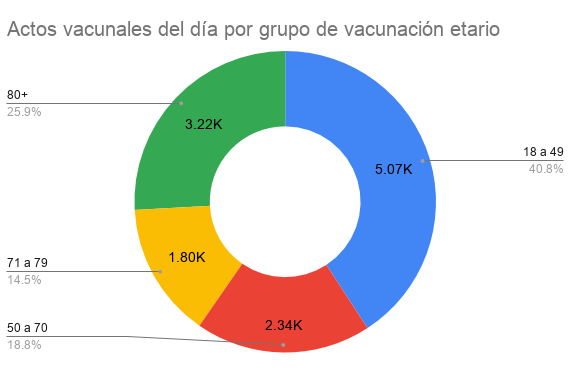 Actos vacunales del día por grupo de vacunación etario
80+
25.9%
3.22K
18 a 49
40.8%
5.07K
71 a 79
14.5%
1.80K
50 a 70
18.8%
2.34K